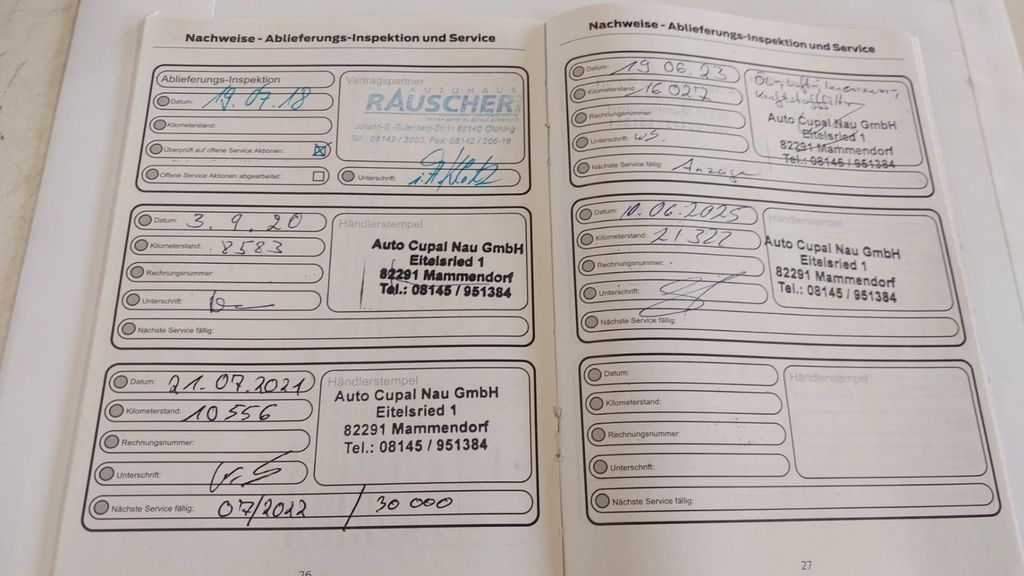 Nachweise - Ablieferungs-Inspektion und Service
Ablieferungs-Inspektion
Datum: 19.07.18
Kilometerstand:
Überprüft auf offene Service Aktionen:
Offene Service Aktionen abgearbeitet:
Vertragspartner
AUTOHAUS
RAUSCHER
Johann-G.-Gutenberg-Str.1 · 82140 Olching
Unterschrift:
Datum: 3.9.20
Kilometerstand: 8583
Rechnungsnummer:
Unterschrift:
Nächste Service fällig:
Händlerstempel
Auto Cupal Nau GmbH
Eitelsried 1
82291 Mammendorf
Tel.: 08145 / 951384
Datum: 21.07.2021
Kilometerstand: 10556
Rechnungsnummer:
Unterschrift:
Nächste Service fällig: 07/2022 / 30 000
Händlerstempel
Auto Cupal Nau GmbH
Eitelsried 1
82291 Mammendorf
Tel.: 08145 / 951384
26
Nachweise - Ablieferungs-Inspektion und Service
Datum: 19.06.23
Kilometerstand: 16027
Rechnungsnummer:
Unterschrift: WS.
Nächste Service fällig: Anzeige
Auto Cupal Nau GmbH
Eitelsried 1
82291 Mammendorf
Tel.: 08145 / 951384
Datum: 10.06.2025
Kilometerstand: 21322
Rechnungsnummer:
Unterschrift:
Nächste Service fällig:
Händlerstempel
Auto Cupal Nau GmbH
Eitelsried 1
82291 Mammendorf
Tel.: 08145 / 951384
Datum:
Kilometerstand:
Rechnungsnummer:
Unterschrift:
Nächste Service fällig:
Händlerstempel
27